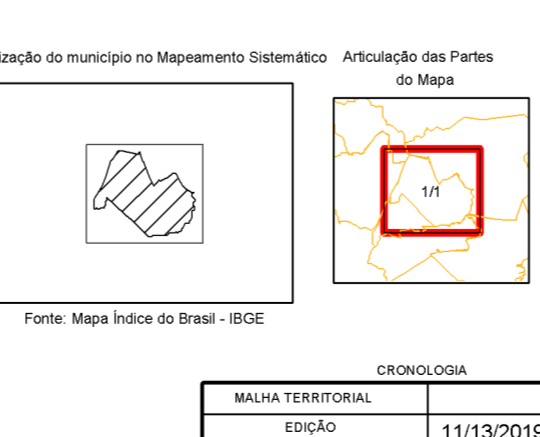 ização do município no Mapeamento Sistemático
Articulação das Partes
do Mapa
1/1
Fonte: Mapa Índice do Brasil - IBGE
CRONOLOGIA
MALHA TERRITORIAL
EDIÇÃO
11/13/2019